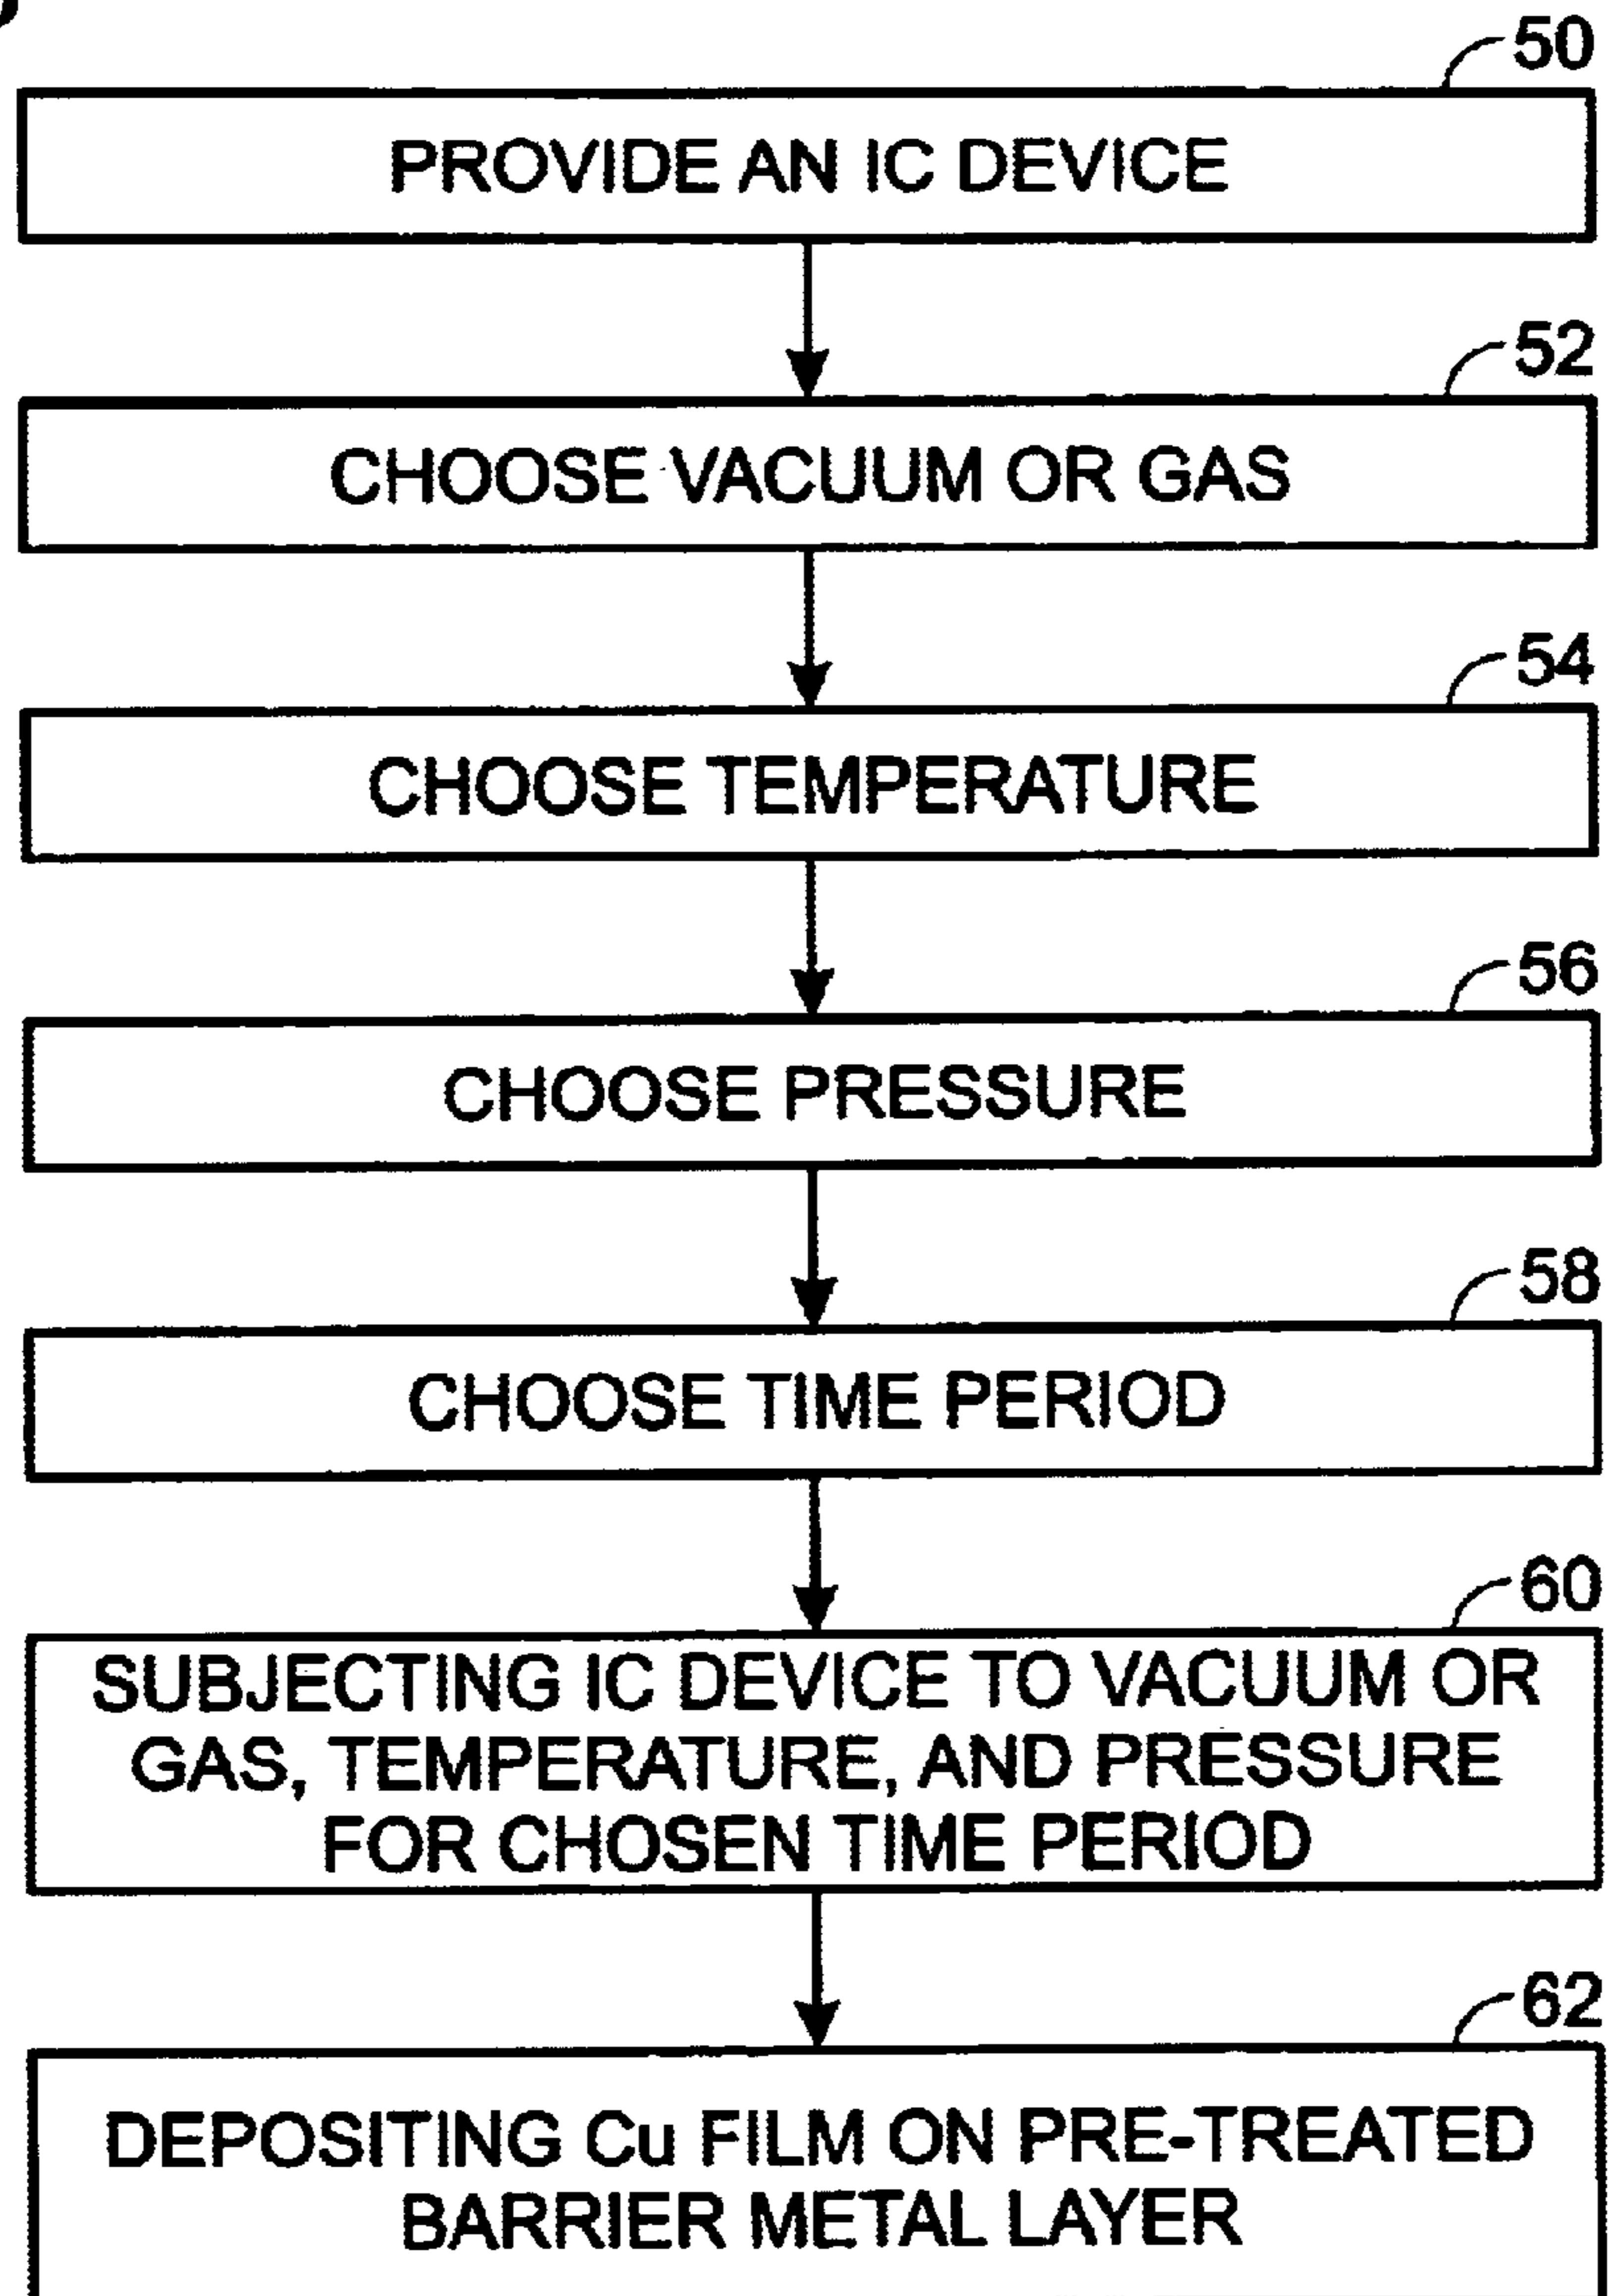 50
PROVIDE AN IC DEVICE
52
CHOOSE VACUUM OR GAS
54
CHOOSE TEMPERATURE
56
CHOOSE PRESSURE
58
CHOOSE TIME PERIOD
60
SUBJECTING IC DEVICE TO VACUUM OR
GAS, TEMPERATURE, AND PRESSURE
FOR CHOSEN TIME PERIOD
62
DEPOSITING Cu FILM ON PRE-TREATED
BARRIER METAL LAYER